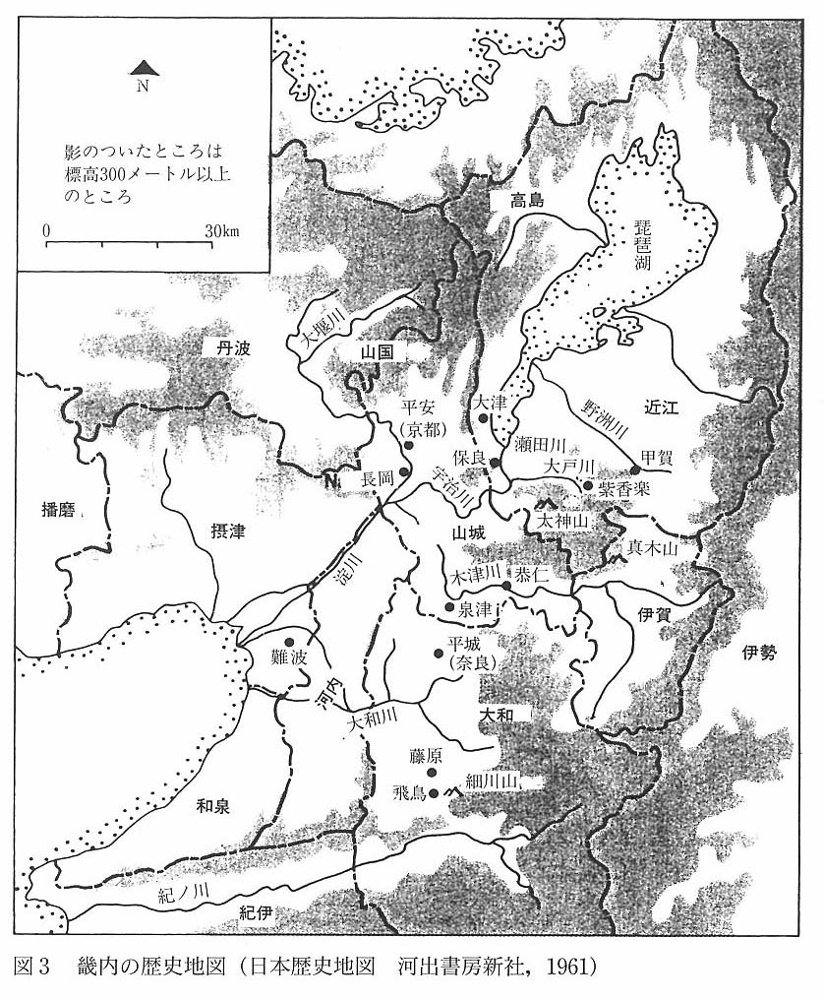 N
影のついたところは
標高300メートル以上
のところ
0 30km
高島
琵琶湖
大堰川
丹波
山国
平安
(京都)
大津
野洲川
近江
長岡
保良
瀬田川
大戸川
甲賀
紫香楽
宇治川
太神山
播磨
摂津
淀川
山城
真木山
木津川
恭仁
泉津
伊賀
伊勢
難波
平城
(奈良)
河内
大和川
大和
藤原
飛鳥
細川山
和泉
紀ノ川
紀伊
図3 畿内の歴史地図(日本歴史地図 河出書房新社,1961)